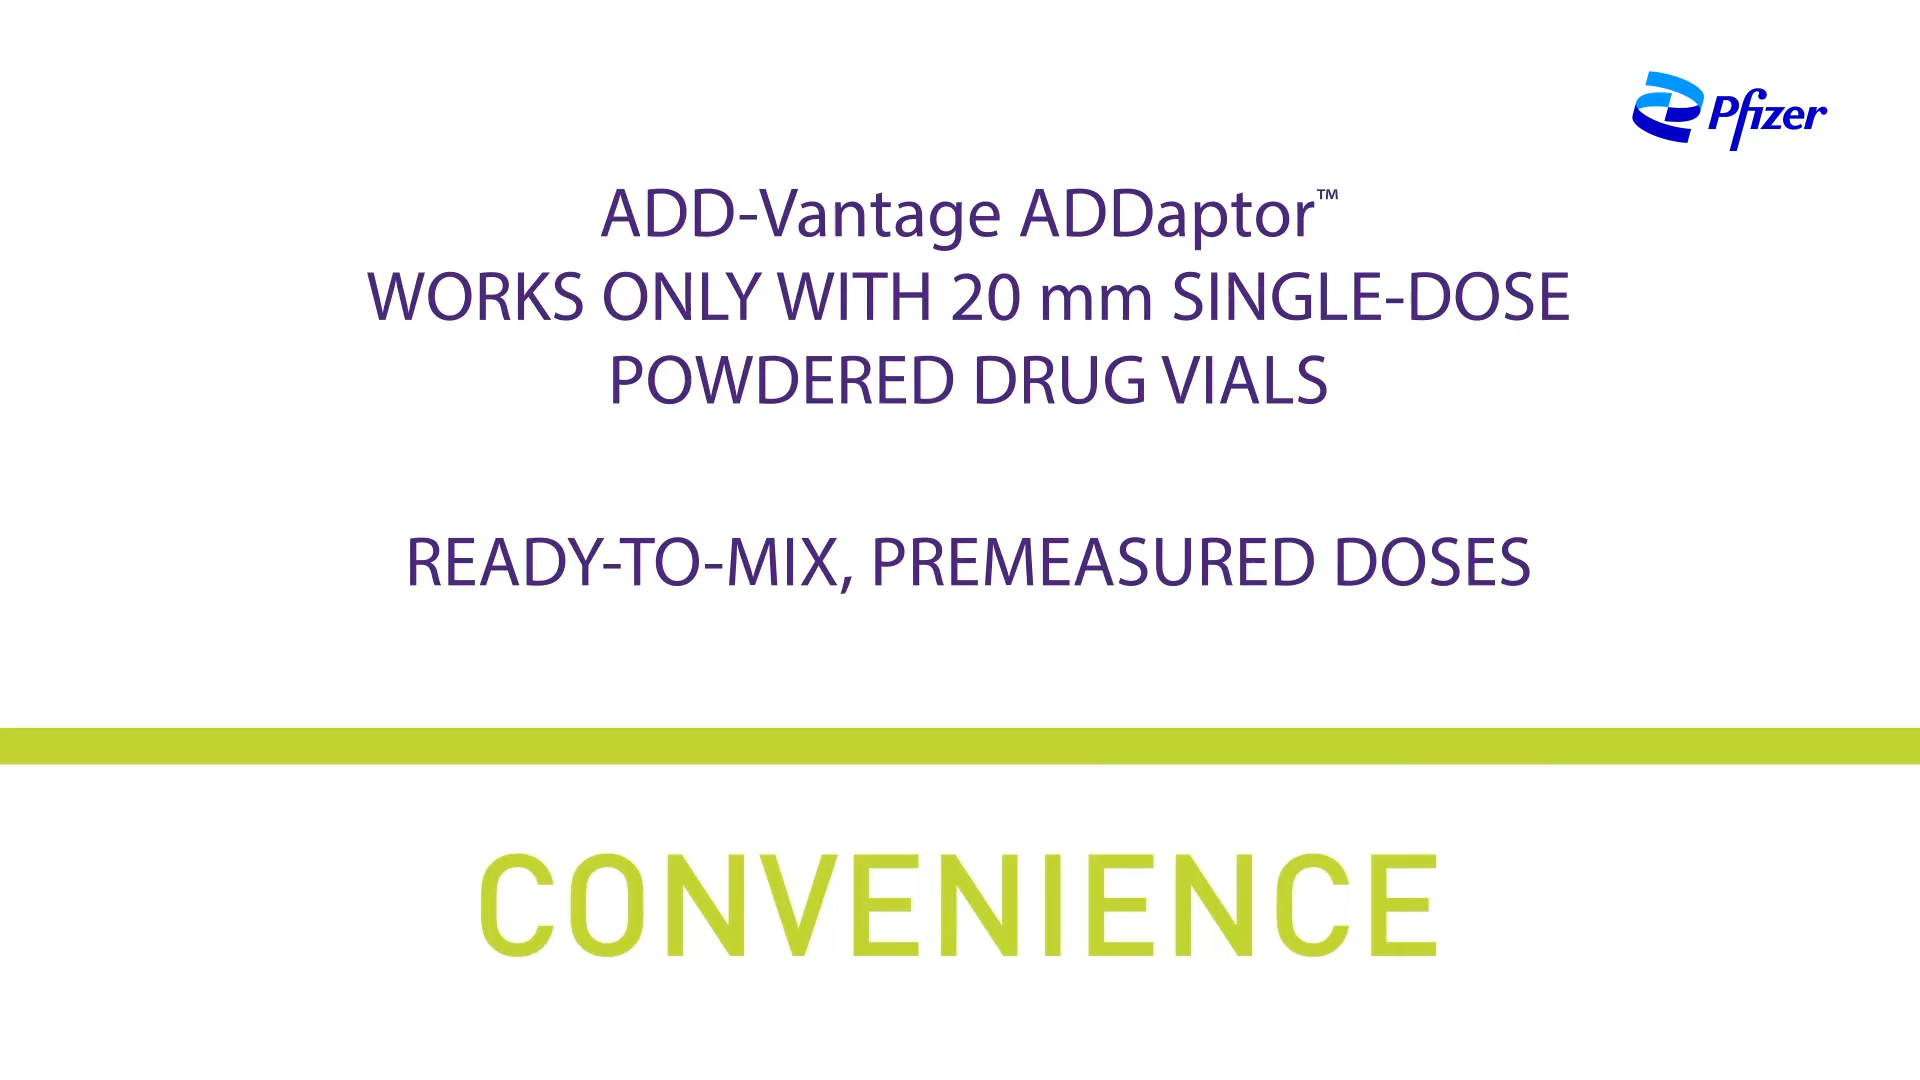 Pfizer
ADD-Vantage ADDaptor™
WORKS ONLY WITH 20 mm SINGLE-DOSE
POWDERED DRUG VIALS
READY-TO-MIX, PREMEASURED DOSES
CONVENIENCE